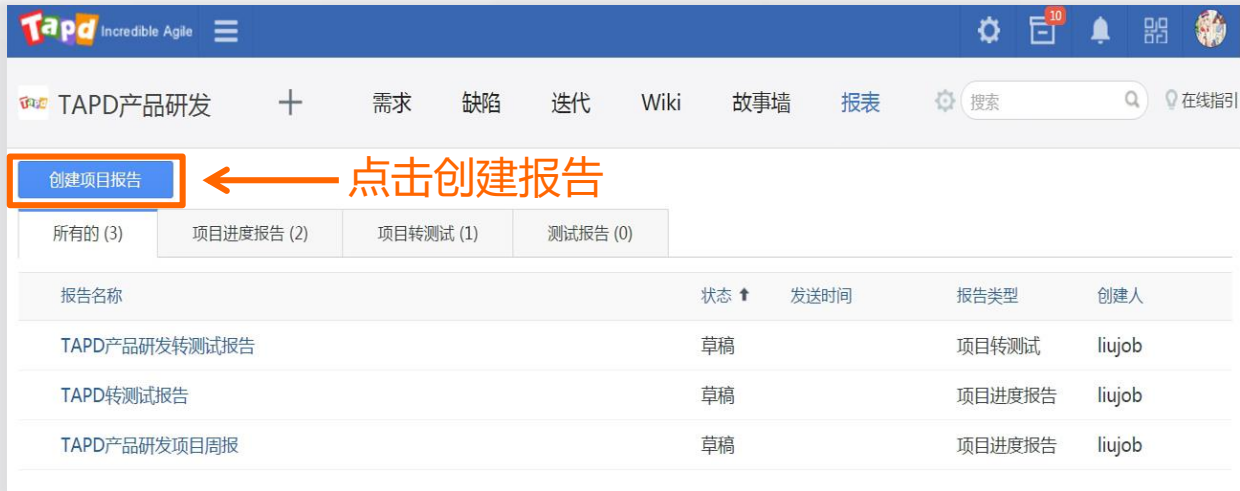 Tapd Incredible Agile 10
Tapd TAPD产品研发 需求 缺陷 迭代 Wiki 故事墙 报表 搜索 在线指引
创建项目报告 点击创建报告
所有的 (3) 项目进度报告 (2) 项目转测试 (1) 测试报告 (0)
报告名称 状态 发送时间 报告类型 创建人
TAPD产品研发转测试报告 草稿 项目转测试 liujob
TAPD转测试报告 草稿 项目进度报告 liujob
TAPD产品研发项目周报 草稿 项目进度报告 liujob